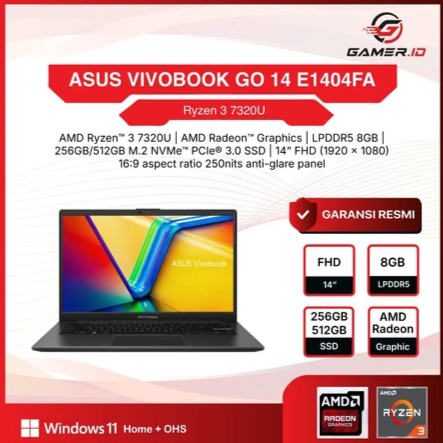 GAMER.ID
ASUS VIVOBOOK GO 14 E1404FA
Ryzen 3 7320U
AMD Ryzen™ 3 7320U | AMD Radeon™ Graphics | LPDDR5 8GB |
256GB/512GB M.2 NVMe™ PCIe® 3.0 SSD | 14” FHD (1920 × 1080)
16:9 aspect ratio 250nits anti-glare panel
GARANSI RESMI
ASUS Vivobook
FHD
14”
8GB
LPDDR5
256GB
512GB
SSD
AMD
Radeon
Graphic
Windows 11 Home + OHS
AMD
RADEON
GRAPHICS
AMD
RYZEN
3